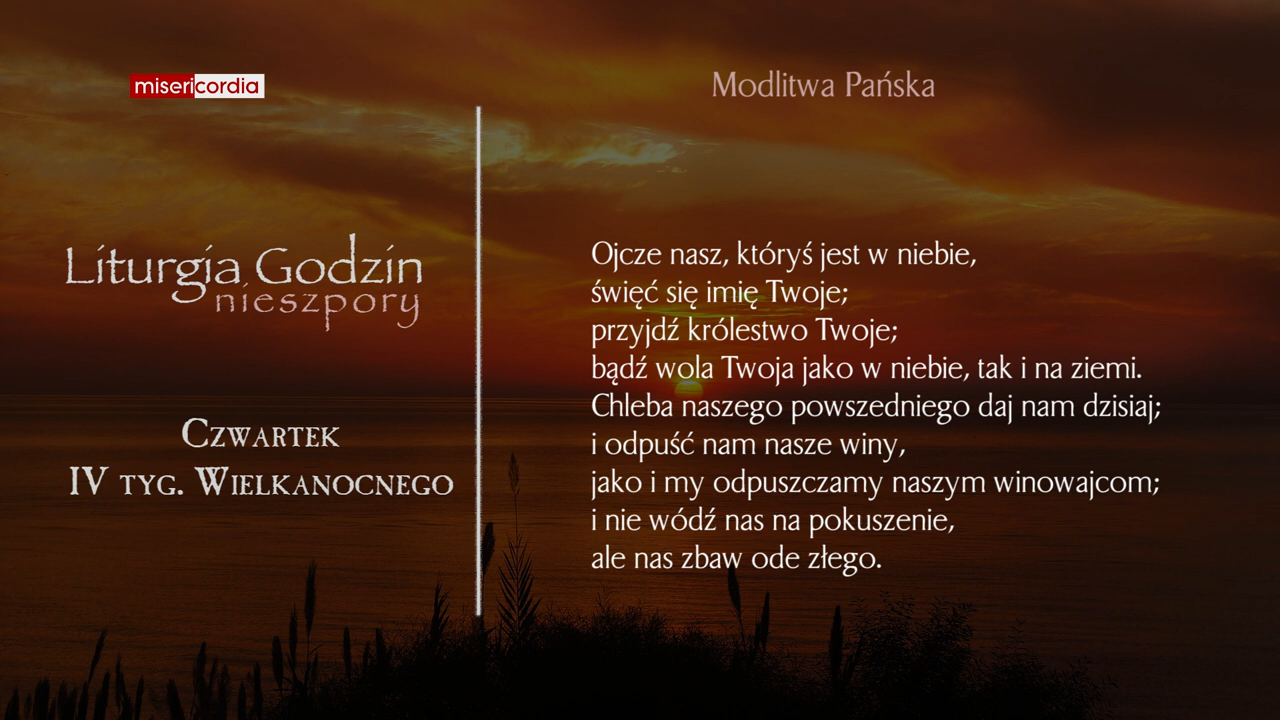 misericordia
Liturgia Godzin
nieszpory
Czwartek
IV tyg. Wielkanocnego
Modlitwa Pańska
Ojcze nasz, któryś jest w niebie,
święć się imię Twoje;
przyjdź królestwo Twoje;
bądź wola Twoja jako w niebie, tak i na ziemi.
Chleba naszego powszedniego daj nam dzisiaj;
i odpuść nam nasze winy,
jako i my odpuszczamy naszym winowajcom;
i nie wódź nas na pokuszenie,
ale nas zbaw ode złego.